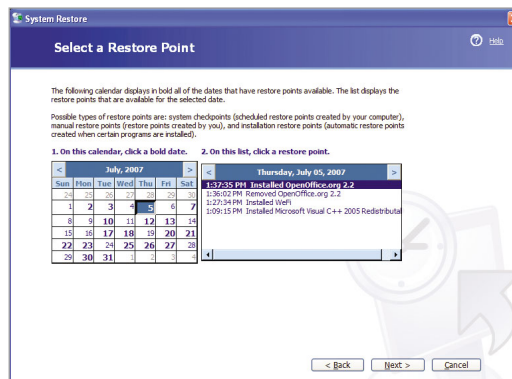 System Restore
Select a Restore Point
Help
The following calendar displays in bold all of the dates that have restore points available. The list displays the
restore points that are available for the selected date.
Possible types of restore points are: system checkpoints (scheduled restore points created by your computer),
manual restore points (restore points created by you), and installation restore points (automatic restore points
created when certain programs are installed).
1. On this calendar, click a bold date. 2. On this list, click a restore point.
< July, 2007 >
Sun Mon Tue Wed Thu Fri Sat
24 25 26 27 28 29 30
1 2 3 4 5 6 7
8 9 10 11 12 13 14
15 16 17 18 19 20 21
22 23 24 25 26 27 28
29 30 31 1 2 3 4
< Thursday, July 05, 2007 >
1:37:35 PM Installed OpenOffice.org 2.2
1:36:02 PM Removed OpenOffice.org 2.2
1:27:34 PM Installed WeFi
1:09:15 PM Installed Microsoft Visual C++ 2005 Redistributal
< Back Next > Cancel